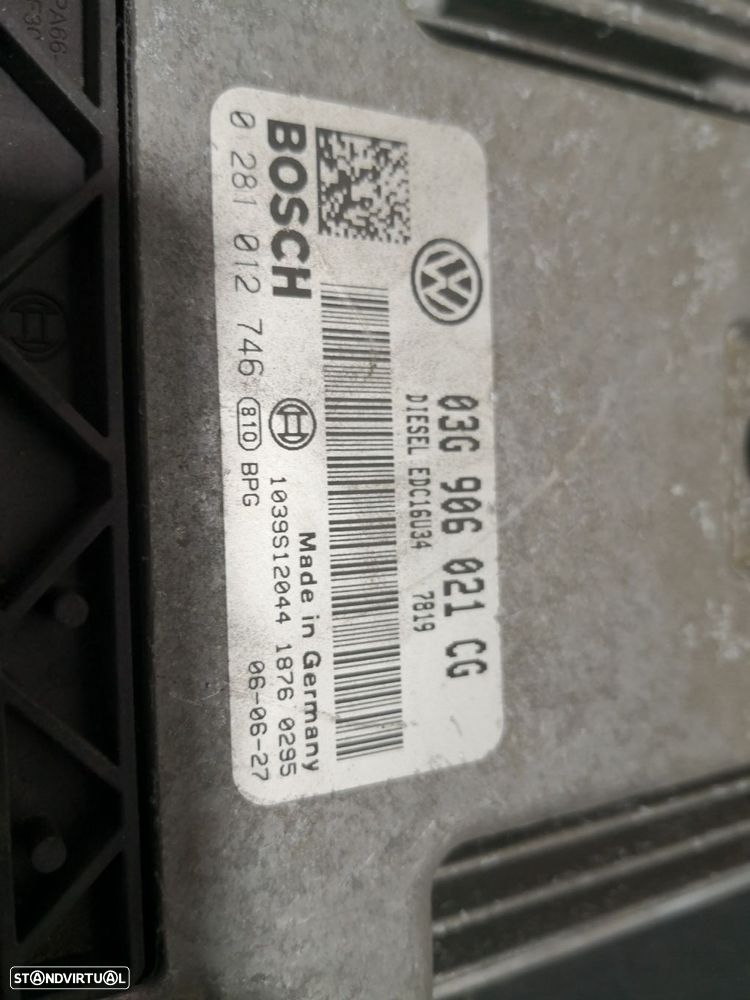 03G 906 021 CG
DIESEL EDC16U34 7819
BOSCH
Made in Germany
1039S12044 1876 0295
0 281 012 746 810 BPG 06-06-27
PA66-
STANDVIRTUAL